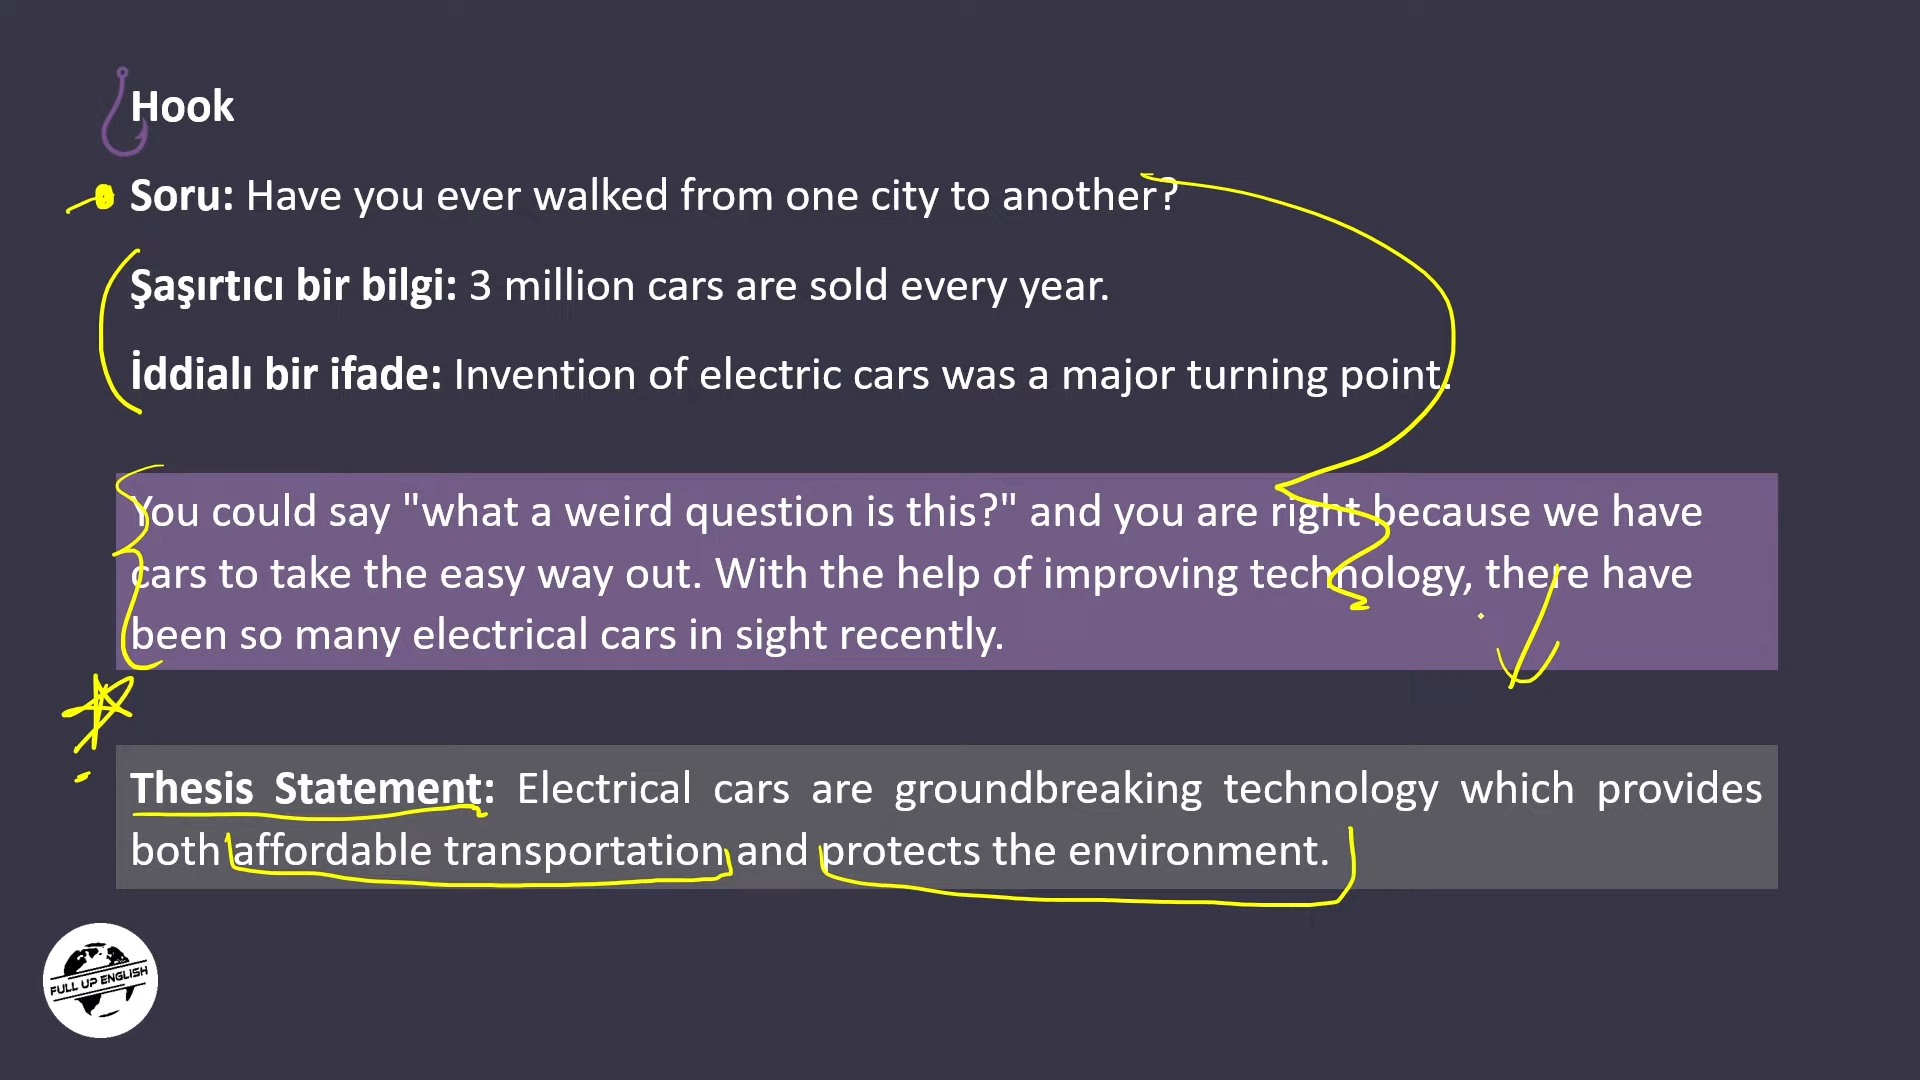 Hook
Soru: Have you ever walked from one city to another?
Şaşırtıcı bir bilgi: 3 million cars are sold every year.
İddialı bir ifade: Invention of electric cars was a major turning point.
You could say "what a weird question is this?" and you are right because we have
cars to take the easy way out. With the help of improving technology, there have
been so many electrical cars in sight recently.
Thesis Statement: Electrical cars are groundbreaking technology which provides
both affordable transportation and protects the environment.
FULL UP ENGLISH